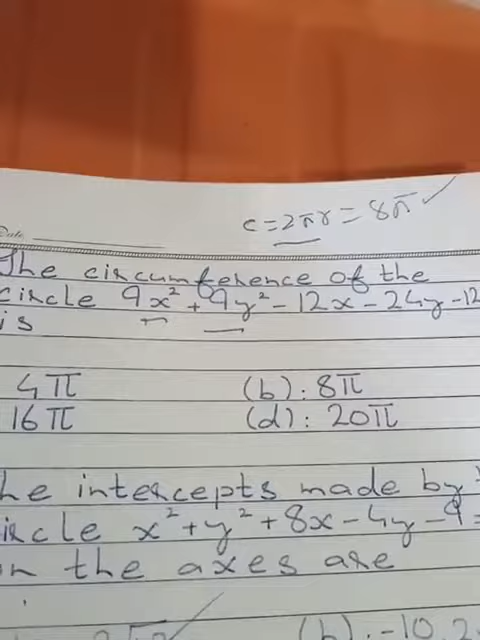 Date
c = 2πr = 8π ✓
The circumference of the
circle 9x² + 9y² - 12x - 24y - 12
is
4π (b): 8π
16π (d): 20π
he intercepts made by
ircle x² + y² + 8x - 4y - 9 =
n the axes are
(b): -10, 2